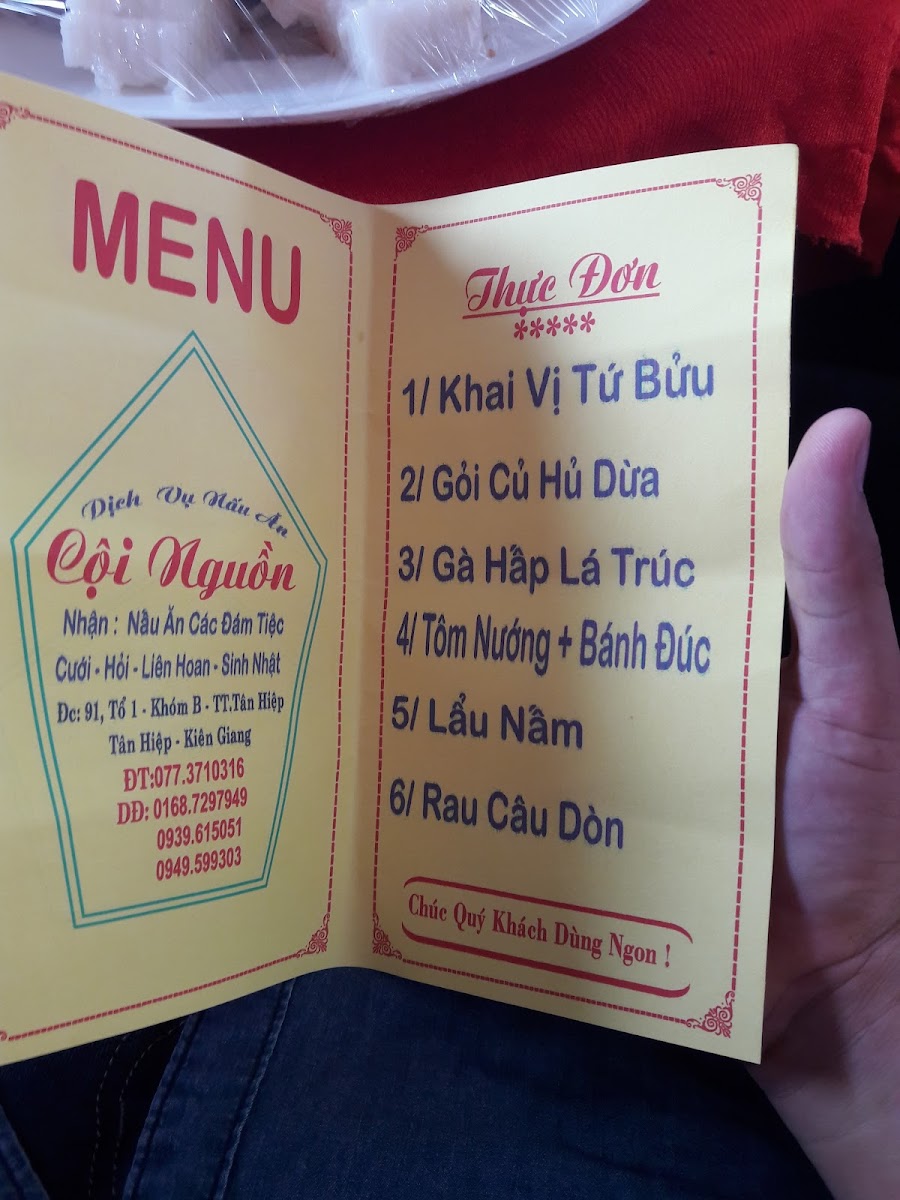 MENU
Dịch Vụ Nấu Ăn
Cội Nguồn
Nhận : Nấu Ăn Các Đám Tiệc
Cưới - Hỏi - Liên Hoan - Sinh Nhật
Đc: 91, Tổ 1 - Khóm B - TT.Tân Hiệp
Tân Hiệp - Kiên Giang
ĐT:077.3710316
DĐ: 0168.7297949
0939.615051
0949.599303
Thực Đơn
*****
1/ Khai Vị Tứ Bửu
2/ Gỏi Củ Hủ Dừa
3/ Gà Hấp Lá Trúc
4/ Tôm Nướng + Bánh Đúc
5/ Lẩu Nấm
6/ Rau Câu Dòn
Chúc Quý Khách Dùng Ngon !